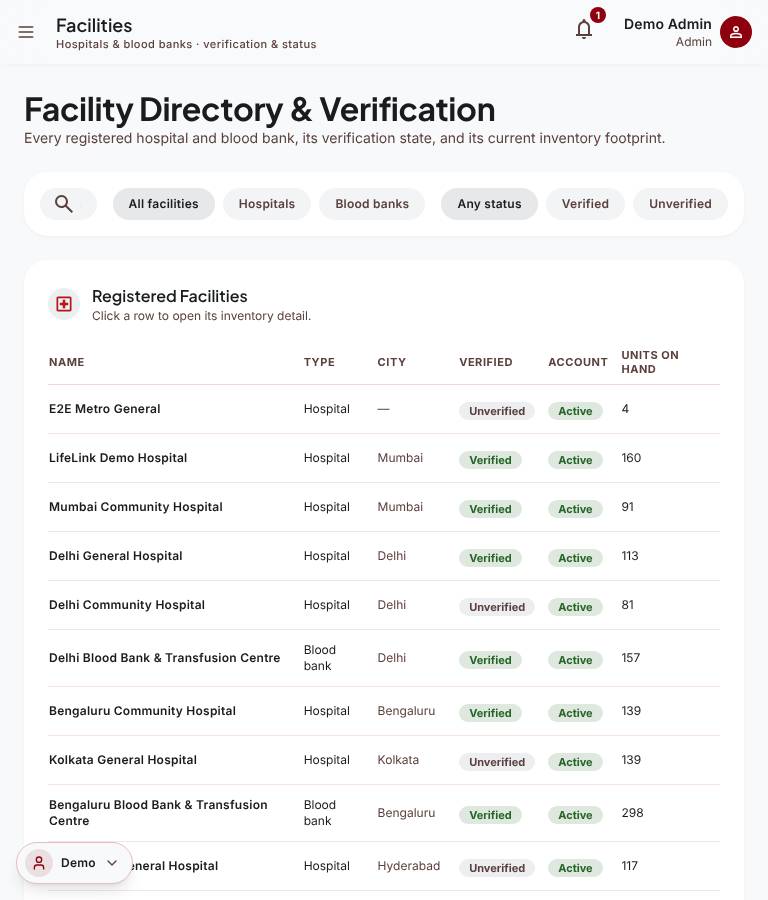 Facilities
Hospitals & blood banks · verification & status
1
Demo Admin
Admin
Facility Directory & Verification
Every registered hospital and blood bank, its verification state, and its current inventory footprint.
All facilities
Hospitals
Blood banks
Any status
Verified
Unverified
Registered Facilities
Click a row to open its inventory detail.
NAME TYPE CITY VERIFIED ACCOUNT UNITS ON HAND
E2E Metro General Hospital — Unverified Active 4
LifeLink Demo Hospital Hospital Mumbai Verified Active 160
Mumbai Community Hospital Hospital Mumbai Verified Active 91
Delhi General Hospital Hospital Delhi Verified Active 113
Delhi Community Hospital Hospital Delhi Unverified Active 81
Delhi Blood Bank & Transfusion Centre Blood bank Delhi Verified Active 157
Bengaluru Community Hospital Hospital Bengaluru Verified Active 139
Kolkata General Hospital Hospital Kolkata Unverified Active 139
Bengaluru Blood Bank & Transfusion Centre Blood bank Bengaluru Verified Active 298
Hospital Hospital Hyderabad Unverified Active 117
Demo